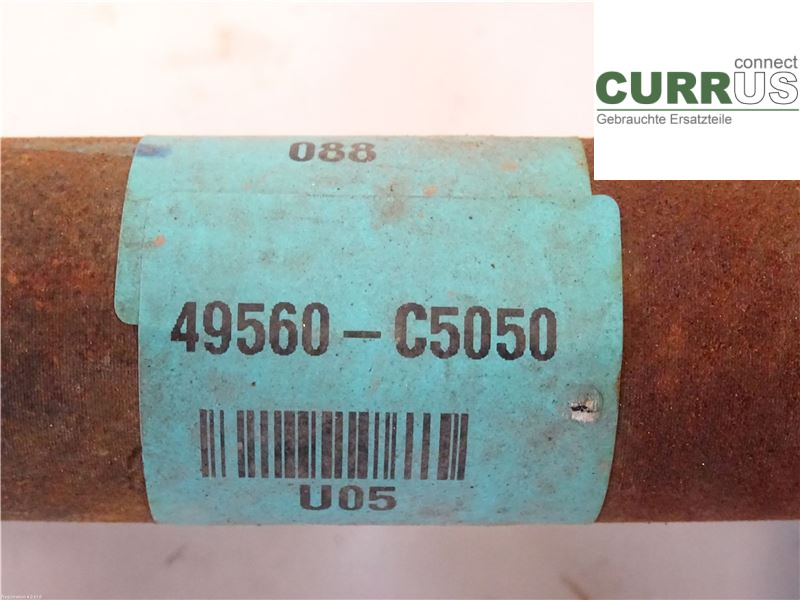 connect
CURRUS
Gebrauchte Ersatzteile
088
49560-C5050
U05